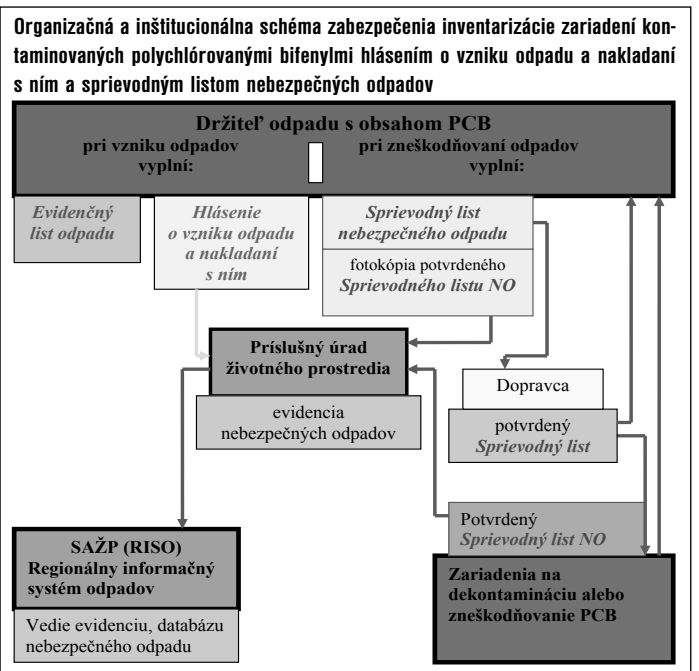 Organizačná a inštitucionálna schéma zabezpečenia inventarizácie zariadení kon-
taminovaných polychlórovanými bifenylmi hlásením o vzniku odpadu a nakladaní
s ním a sprievodným listom nebezpečných odpadov
Držiteľ odpadu s obsahom PCB
pri vzniku odpadov
vyplní:
pri zneškodňovaní odpadov
vyplní:
Evidenčný
list odpadu
Hlásenie
o vzniku odpadu
a nakladaní
s ním
Sprievodný list
nebezpečného odpadu
fotokópia potvrdeného
Sprievodného listu NO
Príslušný úrad
životného prostredia
evidencia
nebezpečných odpadov
Dopravca
potvrdený
Sprievodný list
Potvrdený
Sprievodný list NO
Zariadenia na
dekontamináciu alebo
zneškodňovanie PCB
SAŽP (RISO)
Regionálny informačný
systém odpadov
Vedie evidenciu, databázu
nebezpečného odpadu